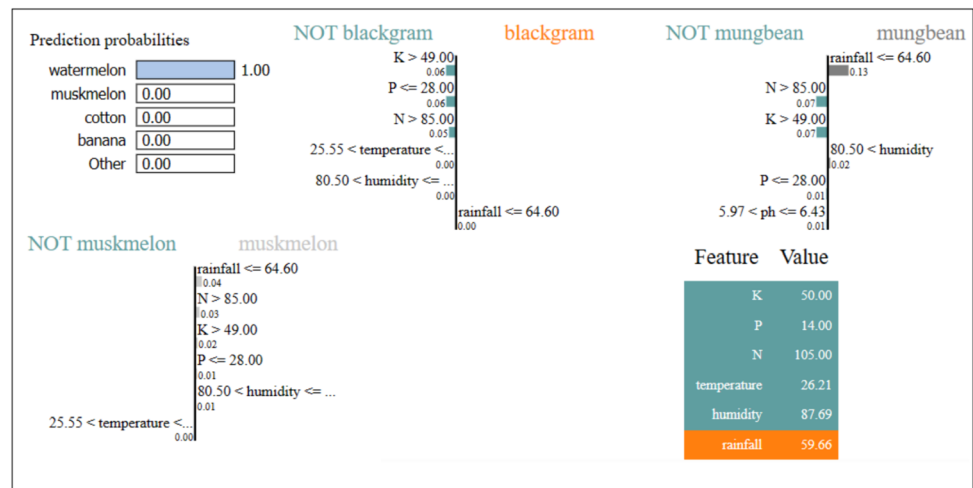 Prediction probabilities
watermelon 1.00
muskmelon 0.00
cotton 0.00
banana 0.00
Other 0.00
NOT blackgram blackgram
K > 49.00
0.06
P <= 28.00
0.06
N > 85.00
0.05
25.55 < temperature <...
0.00
80.50 < humidity <= ...
0.00
rainfall <= 64.60
0.00
NOT mungbean mungbean
rainfall <= 64.60
0.13
N > 85.00
0.07
K > 49.00
0.07
80.50 < humidity
0.02
P <= 28.00
0.01
5.97 < ph <= 6.43
0.01
NOT muskmelon muskmelon
rainfall <= 64.60
0.04
N > 85.00
0.03
K > 49.00
0.02
P <= 28.00
0.01
80.50 < humidity <= ...
0.01
25.55 < temperature <...
0.00
Feature Value
K 50.00
P 14.00
N 105.00
temperature 26.21
humidity 87.69
rainfall 59.66